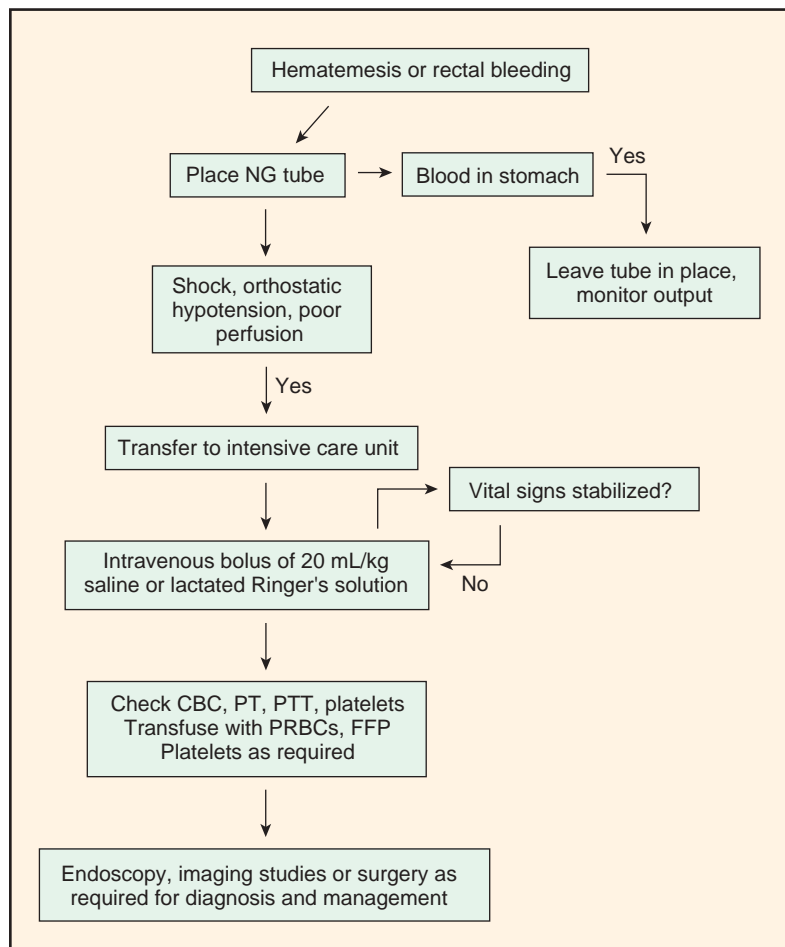 Hematemesis or rectal bleeding
Place NG tube
Blood in stomach
Yes
Leave tube in place,
monitor output
Shock, orthostatic
hypotension, poor
perfusion
Yes
Transfer to intensive care unit
Vital signs stabilized?
Intravenous bolus of 20 mL/kg
saline or lactated Ringer's solution
No
Check CBC, PT, PTT, platelets
Transfuse with PRBCs, FFP
Platelets as required
Endoscopy, imaging studies or surgery as
required for diagnosis and management